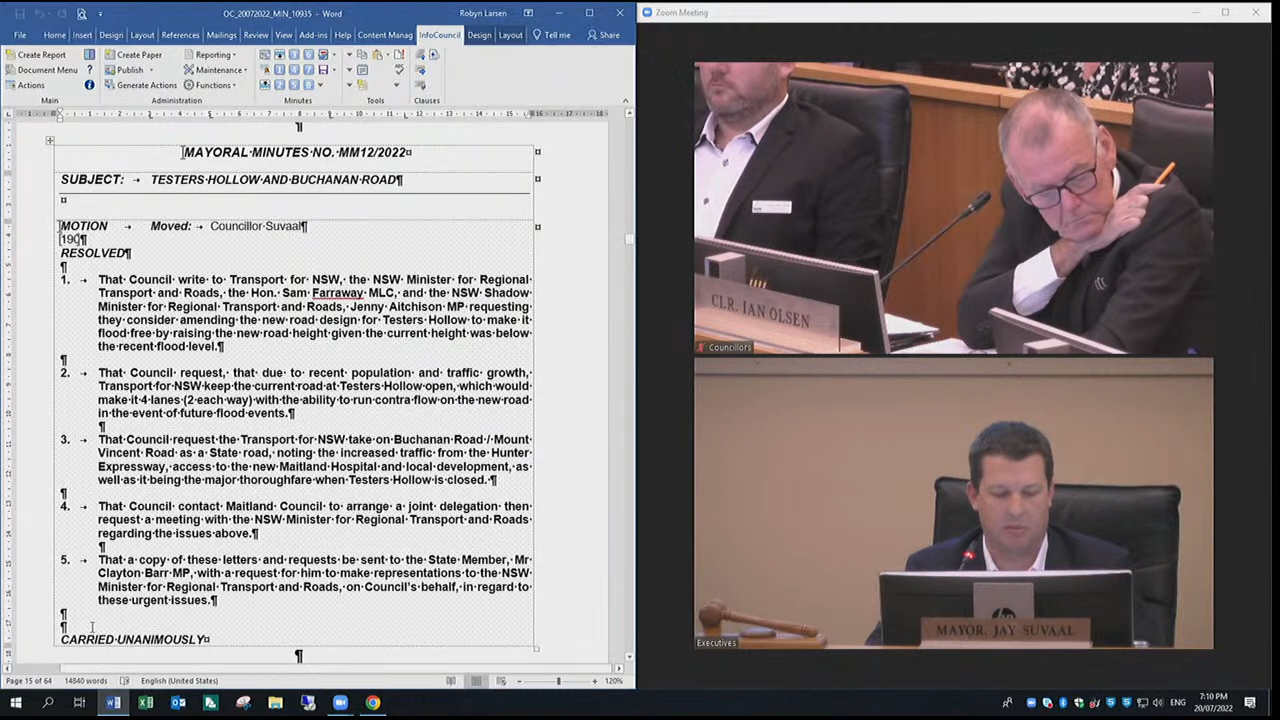 OC_20072022_MIN_10935 - Word
Robyn Larsen
File Home Insert Design Layout References Mailings Review View Add-ins Help Content Manag InfoCouncil Design Layout Tell me Share
Create Report
Document Menu
Actions
Main
Create Paper
Publish
Generate Actions
Reporting
Maintenance
Functions
Administration
Minutes
Tools
Clauses
MAYORAL MINUTES NO. MM12/2022
SUBJECT: TESTERS HOLLOW AND BUCHANAN ROAD
MOTION Moved: Councillor Suvaal
190
RESOLVED
1. That Council write to Transport for NSW, the NSW Minister for Regional
Transport and Roads, the Hon. Sam Farraway MLC, and the NSW Shadow
Minister for Regional Transport and Roads, Jenny Aitchison MP requesting
they consider amending the new road design for Testers Hollow to make it
flood free by raising the new road height given the current height was below
the recent flood level.
2. That Council request, that due to recent population and traffic growth,
Transport for NSW keep the current road at Testers Hollow open, which would
make it 4 lanes (2 each way) with the ability to run contra flow on the new road
in the event of future flood events.
3. That Council request the Transport for NSW take on Buchanan Road / Mount
Vincent Road as a State road, noting the increased traffic from the Hunter
Expressway, access to the new Maitland Hospital and local development, as
well as it being the major thoroughfare when Testers Hollow is closed.
4. That Council contact Maitland Council to arrange a joint delegation then
request a meeting with the NSW Minister for Regional Transport and Roads
regarding the issues above.
5. That a copy of these letters and requests be sent to the State Member, Mr
Clayton Barr MP, with a request for him to make representations to the NSW
Minister for Regional Transport and Roads, on Council's behalf, in regard to
these urgent issues.
CARRIED UNANIMOUSLY
Page 15 of 64 14840 words English (United States) 120%
Zoom Meeting
CLR. IAN OLSEN
Councillors
MAYOR. JAY SUVAAL
Executives
ENG
7:10 PM
20/07/2022